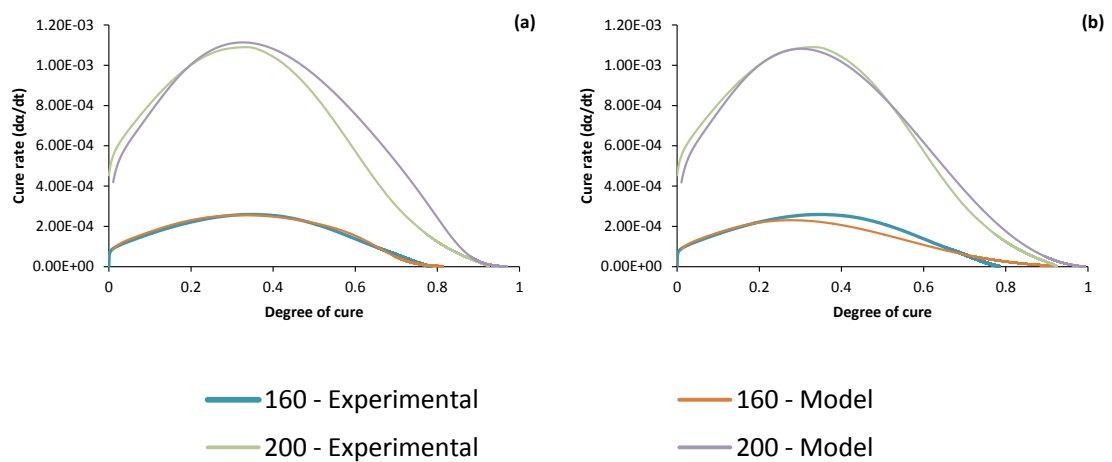 (a)
1.20E-03
1.00E-03
8.00E-04
6.00E-04
4.00E-04
2.00E-04
0.00E+00
Cure rate (dα/dt)
0 0.2 0.4 0.6 0.8 1
Degree of cure
(b)
1.20E-03
1.00E-03
8.00E-04
6.00E-04
4.00E-04
2.00E-04
0.00E+00
Cure rate (dα/dt)
0 0.2 0.4 0.6 0.8 1
Degree of cure
160 - Experimental
160 - Model
200 - Experimental
200 - Model